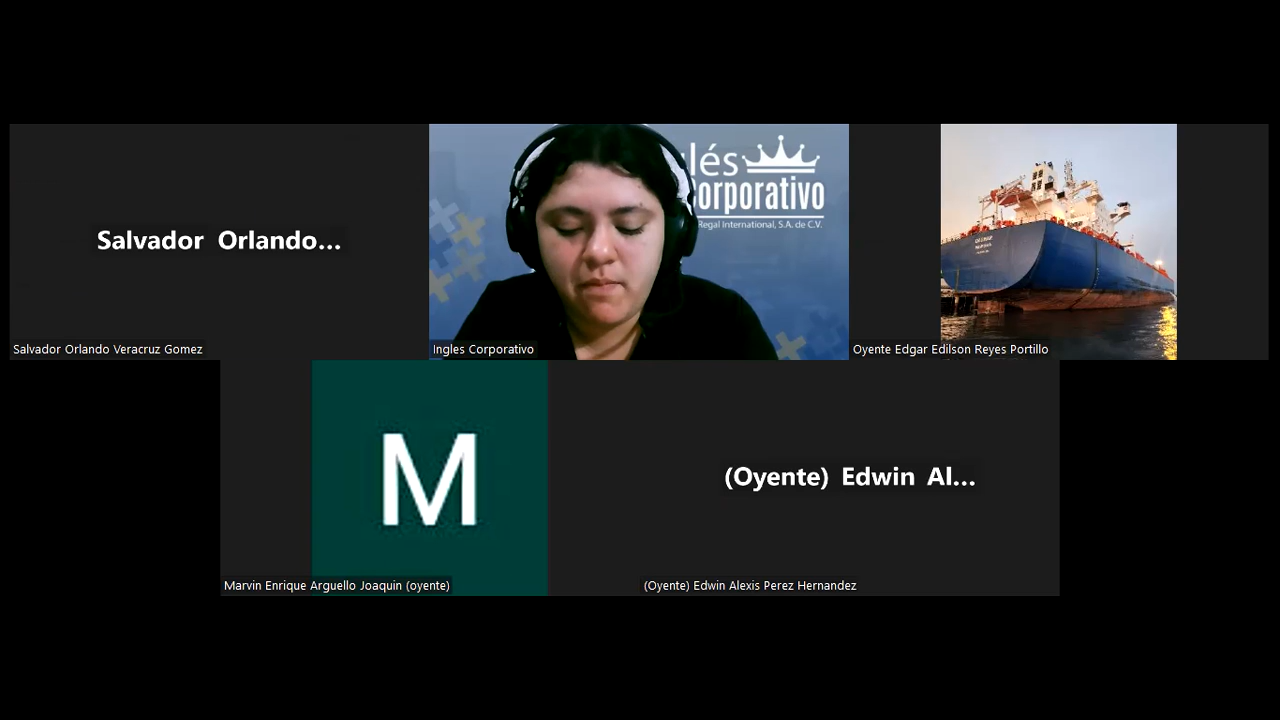 Salvador Orlando...
lés
orporativo
Regal International, S.A. de C.V.
Salvador Orlando Veracruz Gomez
Ingles Corporativo
Oyente Edgar Edilson Reyes Portillo
M
(Oyente) Edwin Al...
Marvin Enrique Arguello Joaquin (oyente)
(Oyente) Edwin Alexis Perez Hernandez